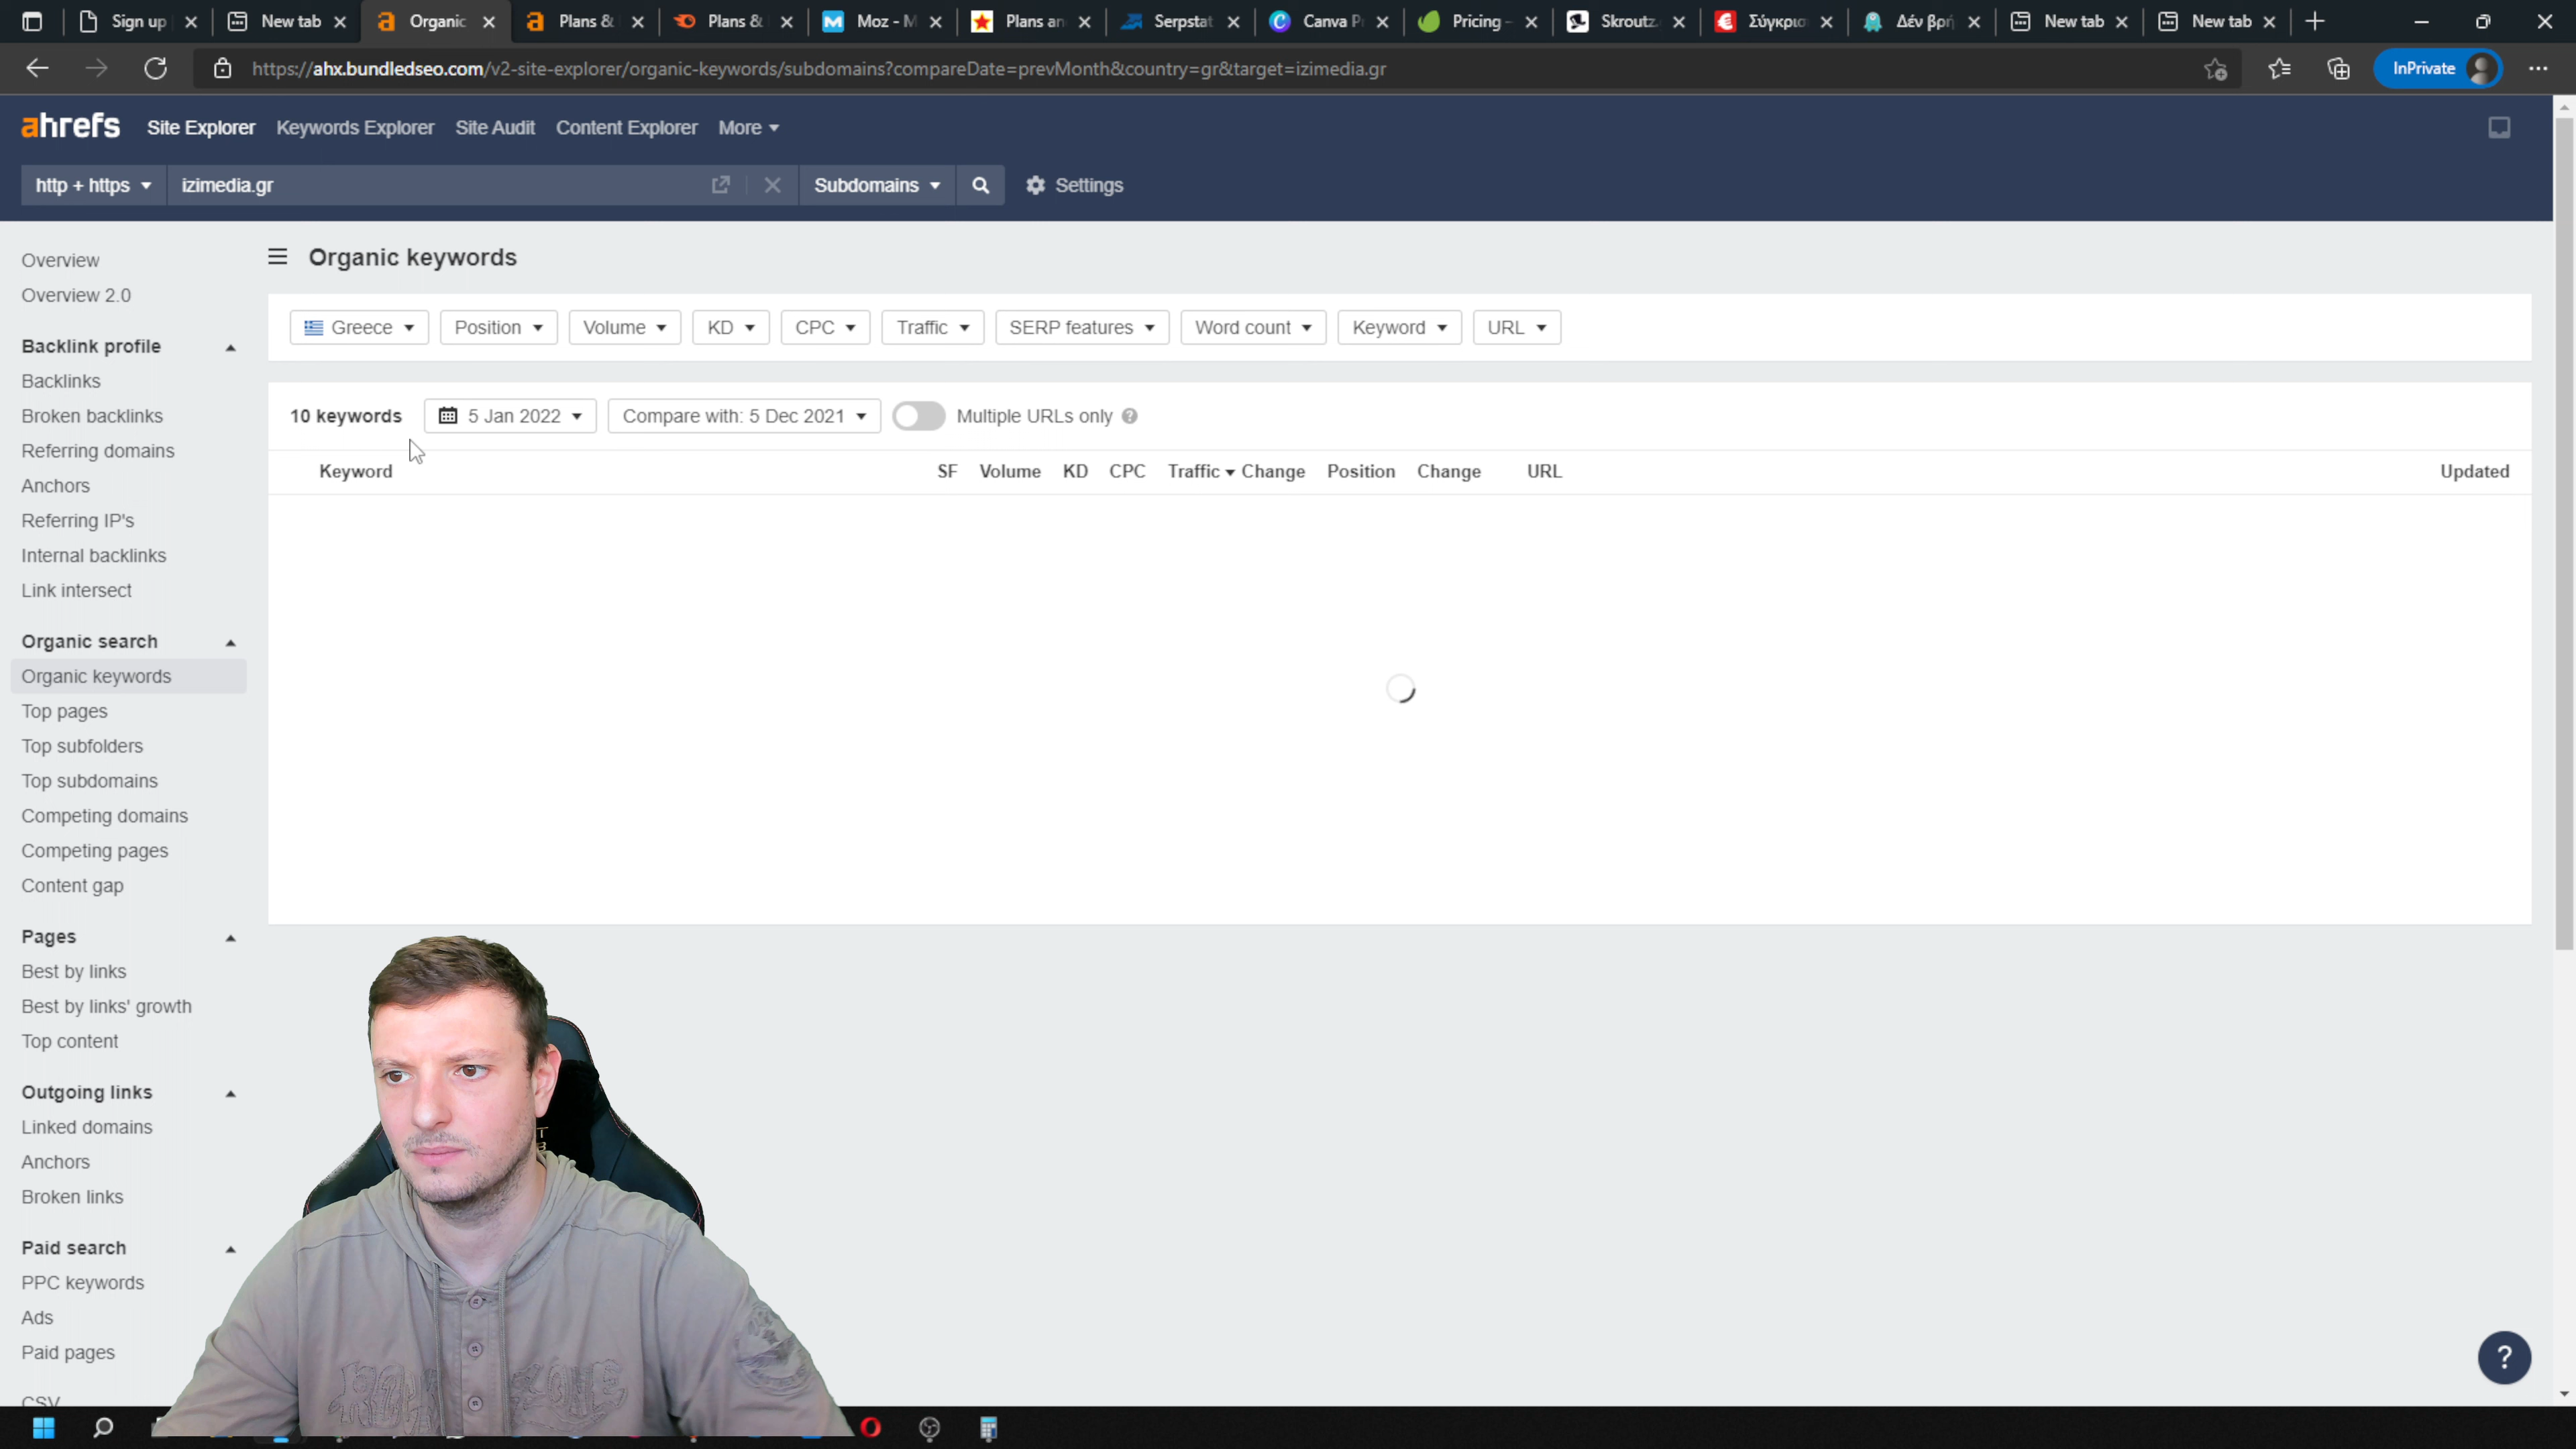 Sign up
New tab
Organic
Plans &
Plans &
Moz - M
Plans an
Serpstat
Canva P
Pricing -
Skroutz.
Σύγκρισ
Δέν βρή
New tab
New tab
https://ahx.bundledseo.com/v2-site-explorer/organic-keywords/subdomains?compareDate=prevMonth&country=gr&target=izimedia.gr
InPrivate
ahrefs Site Explorer Keywords Explorer Site Audit Content Explorer More
http + https izimedia.gr Subdomains Settings
Overview
Overview 2.0
Backlink profile
Backlinks
Broken backlinks
Referring domains
Anchors
Referring IP's
Internal backlinks
Link intersect
Organic search
Organic keywords
Top pages
Top subfolders
Top subdomains
Competing domains
Competing pages
Content gap
Pages
Best by links
Best by links' growth
Top content
Outgoing links
Linked domains
Anchors
Broken links
Paid search
PPC keywords
Ads
Paid pages
CSV
Organic keywords
Greece Position Volume KD CPC Traffic SERP features Word count Keyword URL
10 keywords 5 Jan 2022 Compare with: 5 Dec 2021 Multiple URLs only ?
Keyword SF Volume KD CPC Traffic Change Position Change URL Updated
?